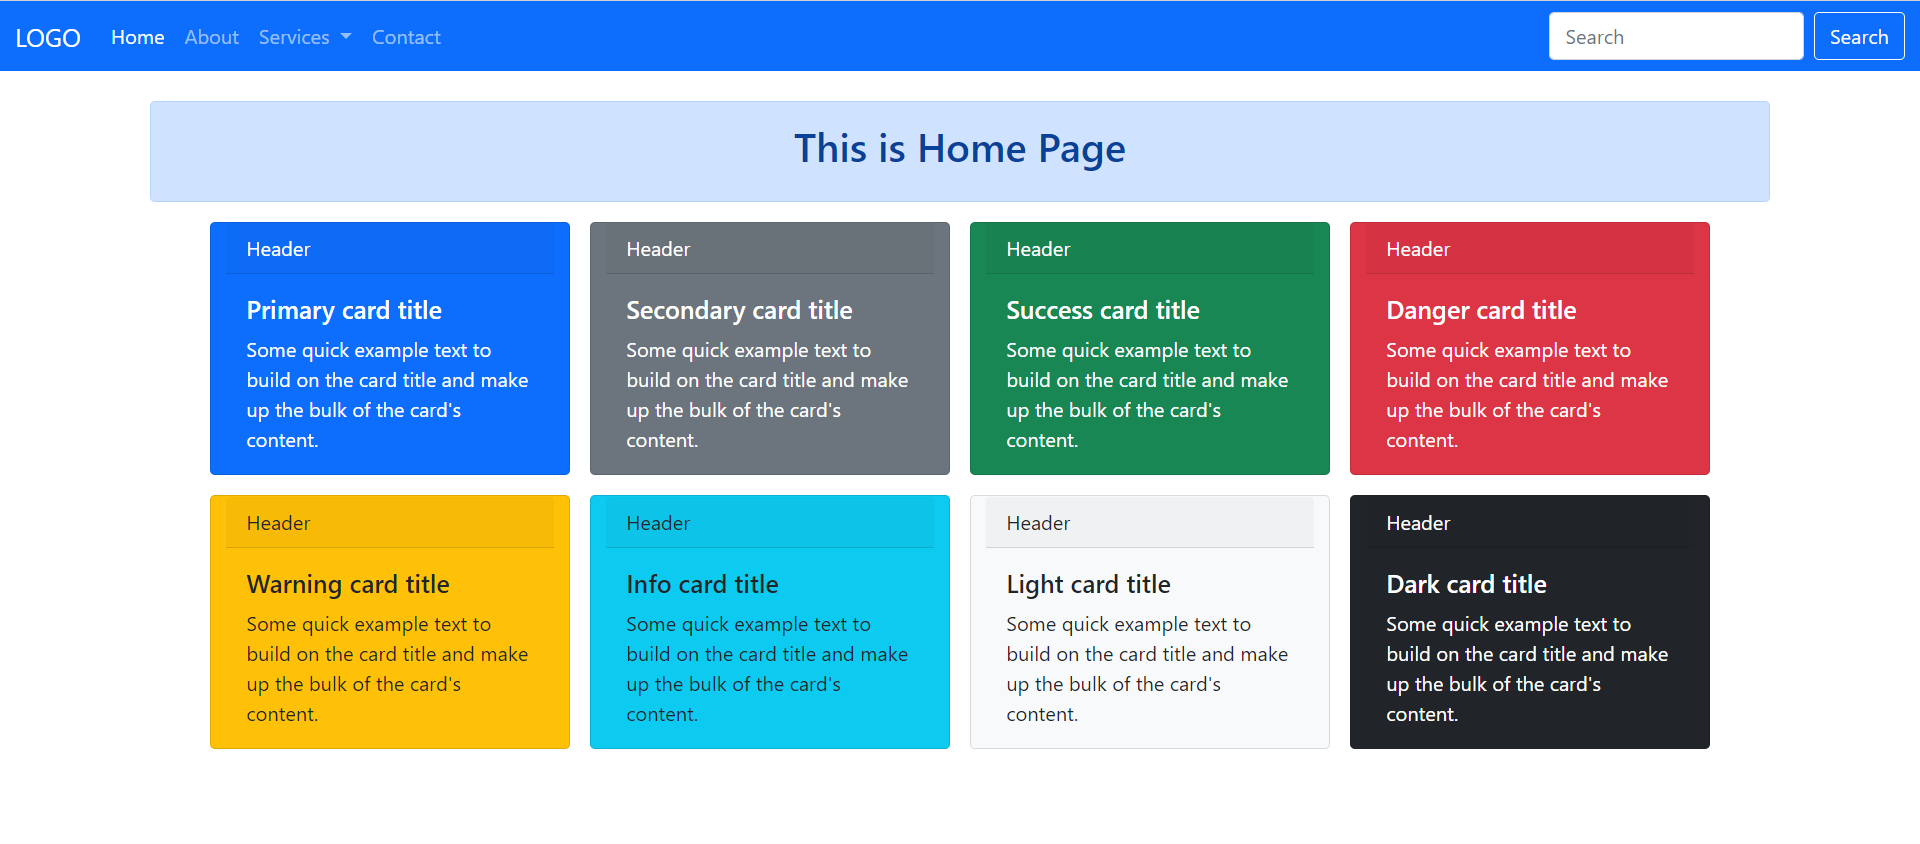 LOGO Home About Services Contact Search Search
This is Home Page
Header
Primary card title
Some quick example text to
build on the card title and make
up the bulk of the card's
content.
Header
Secondary card title
Some quick example text to
build on the card title and make
up the bulk of the card's
content.
Header
Success card title
Some quick example text to
build on the card title and make
up the bulk of the card's
content.
Header
Danger card title
Some quick example text to
build on the card title and make
up the bulk of the card's
content.
Header
Warning card title
Some quick example text to
build on the card title and make
up the bulk of the card's
content.
Header
Info card title
Some quick example text to
build on the card title and make
up the bulk of the card's
content.
Header
Light card title
Some quick example text to
build on the card title and make
up the bulk of the card's
content.
Header
Dark card title
Some quick example text to
build on the card title and make
up the bulk of the card's
content.